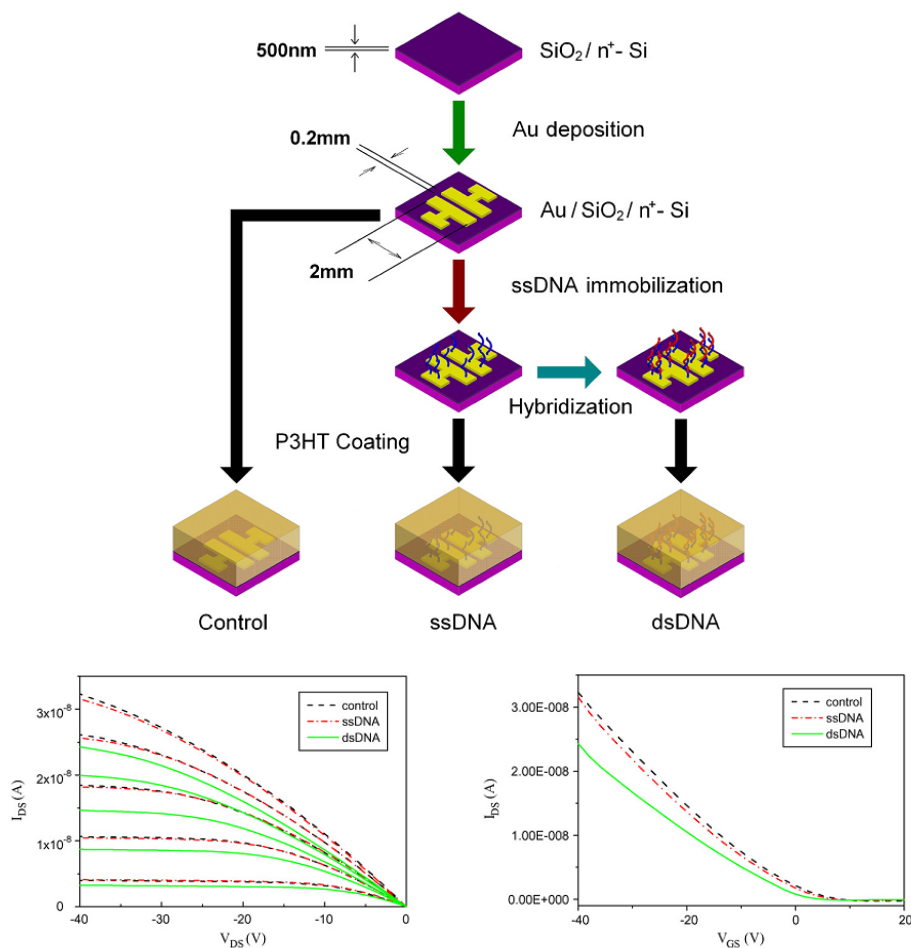 500nm
SiO2 / n+- Si
Au deposition
0.2mm
Au / SiO2 / n+- Si
2mm
ssDNA immobilization
Hybridization
P3HT Coating
Control
ssDNA
dsDNA
control
ssDNA
dsDNA
3x10-8
2x10-8
1x10-8
0
IDS (A)
-40
-30
-20
-10
0
VDS (V)
control
ssDNA
dsDNA
3.00E-008
2.00E-008
1.00E-008
0.00E+000
IDS (A)
-40
-20
0
20
VGS (V)